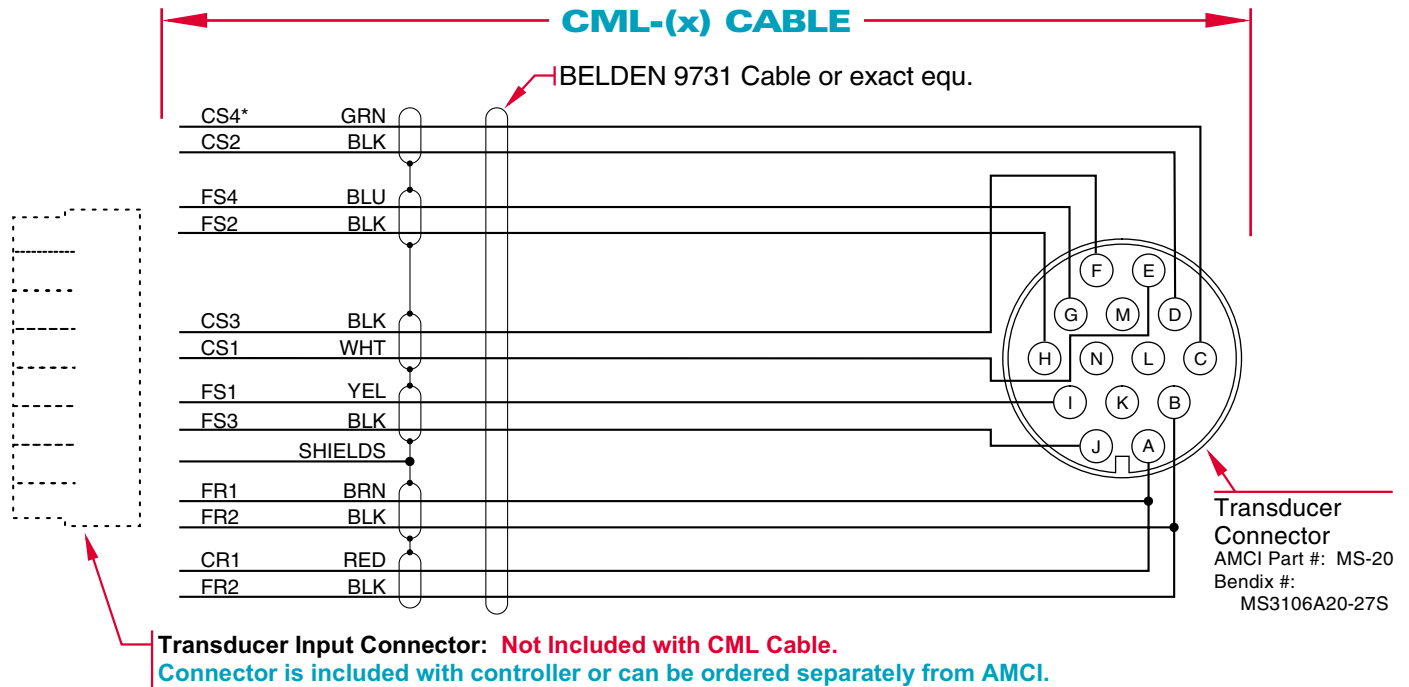 CML-(x) CABLE
BELDEN 9731 Cable or exact equ.
CS4* GRN
CS2 BLK
FS4 BLU
FS2 BLK
CS3 BLK
CS1 WHT
FS1 YEL
FS3 BLK
SHIELDS
FR1 BRN
FR2 BLK
CR1 RED
FR2 BLK
F E
G M D
H N L C
I K B
J A
Transducer
Connector
AMCI Part #: MS-20
Bendix #:
MS3106A20-27S
Transducer Input Connector: Not Included with CML Cable.
Connector is included with controller or can be ordered separately from AMCI.